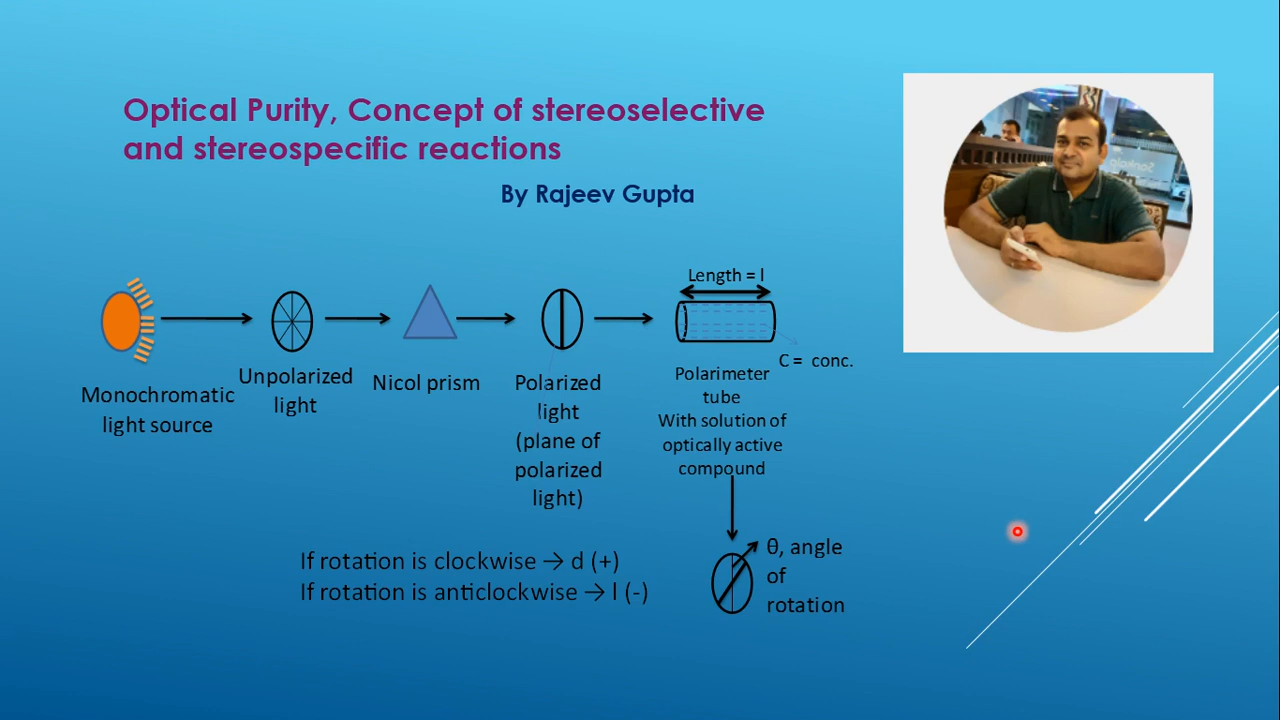 Optical Purity, Concept of stereoselective
and stereospecific reactions
By Rajeev Gupta
Length = l
C = conc.
Monochromatic
light source
Unpolarized
light
Nicol prism
Polarized
light
(plane of
polarized
light)
Polarimeter
tube
With solution of
optically active
compound
If rotation is clockwise → d (+)
If rotation is anticlockwise → l (-)
θ, angle
of
rotation